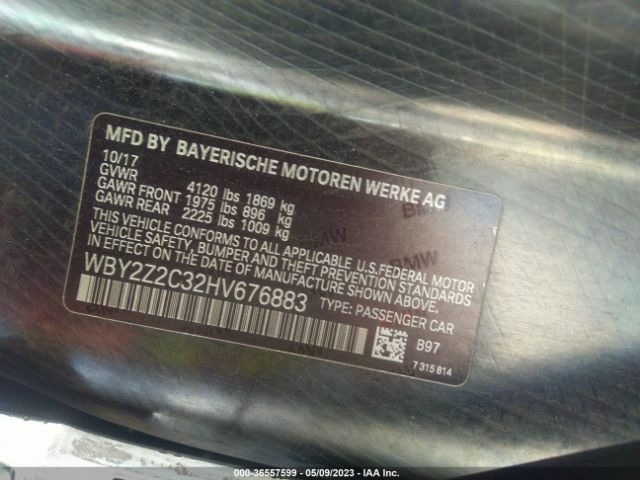 MFD BY BAYERISCHE MOTOREN WERKE AG
10/17
GVWR 4120 lbs 1869 kg
GAWR FRONT 1975 lbs 896 kg
GAWR REAR 2225 lbs 1009 kg
THIS VEHICLE CONFORMS TO ALL APPLICABLE U.S.FEDERAL MOTOR
VEHICLE SAFETY, BUMPER AND THEFT PREVENTION STANDARDS
IN EFFECT ON THE DATE OF MANUFACTURE SHOWN ABOVE.
WBY2Z2C32HV676883 TYPE: PASSENGER CAR
B97
7 315 814
BMW
BMW
000-36557599 — 05/09/2023 — IAA Inc.